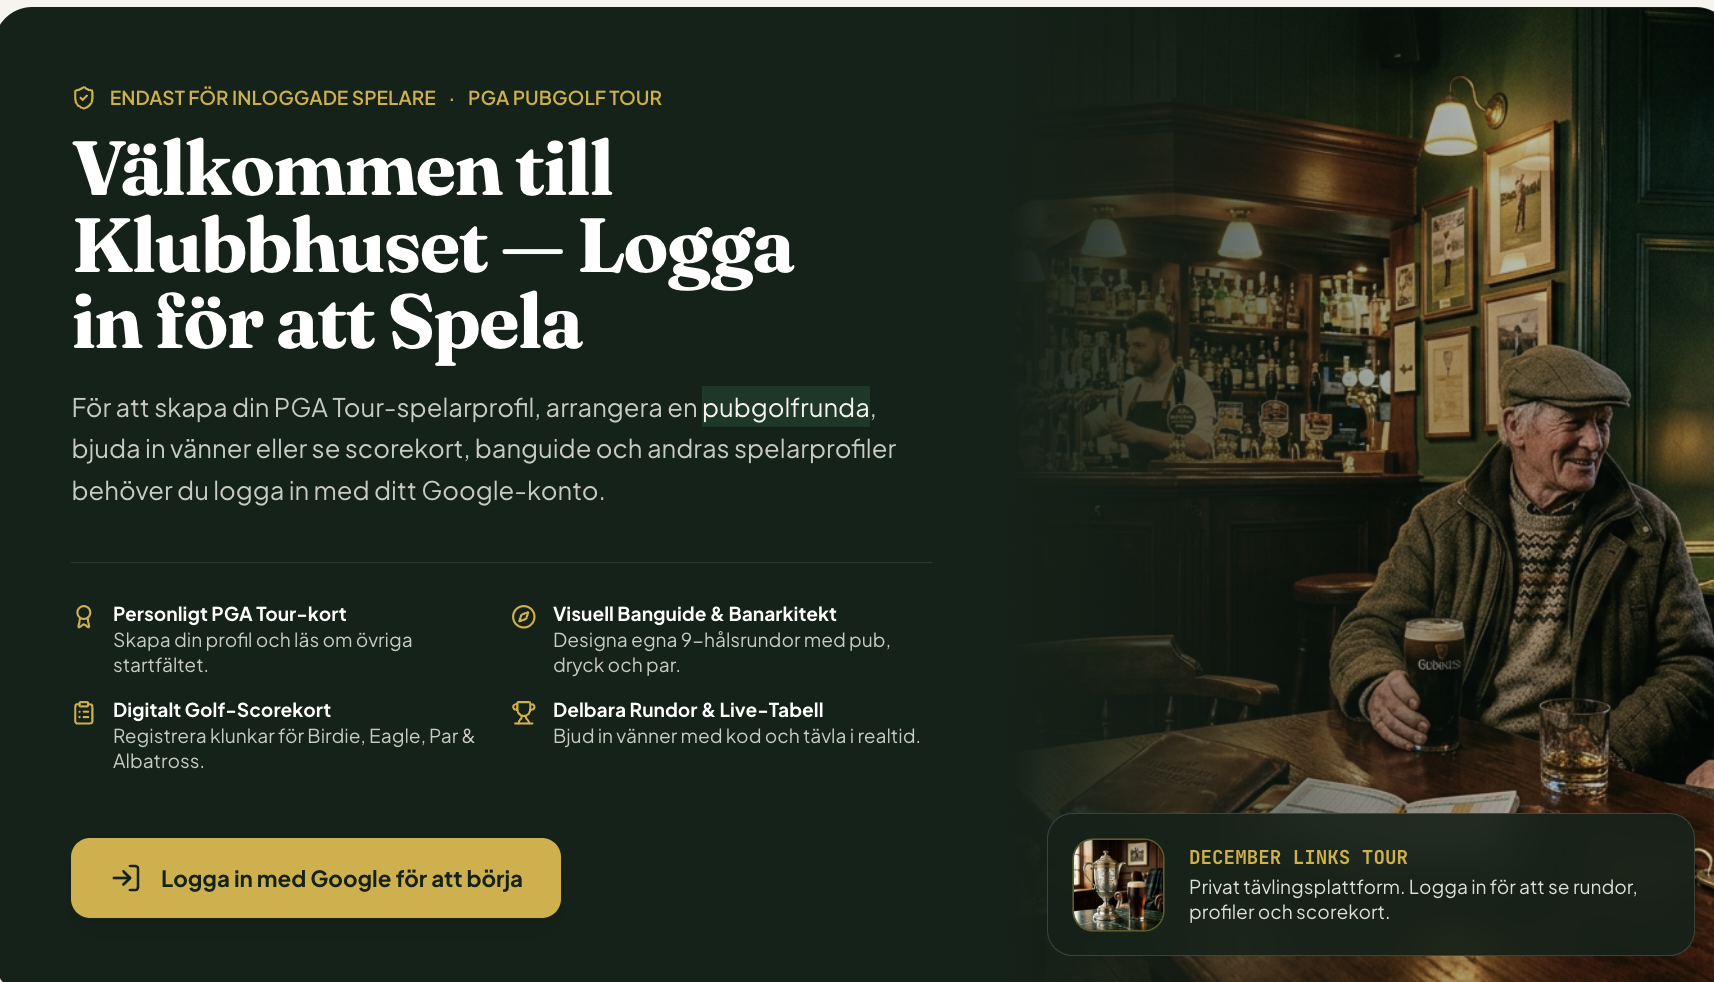 ENDAST FÖR INLOGGADE SPELARE · PGA PUBGOLF TOUR
Välkommen till
Klubbhuset — Logga
in för att Spela
För att skapa din PGA Tour-spelarprofil, arrangera en pubgolfrunda,
bjuda in vänner eller se scorekort, banguide och andras spelarprofiler
behöver du logga in med ditt Google-konto.
Personligt PGA Tour-kort
Skapa din profil och läs om övriga
startfältet.
Visuell Banguide & Banarkitekt
Designa egna 9-hålsrundor med pub,
dryck och par.
Digitalt Golf-Scorekort
Registrera klunkar för Birdie, Eagle, Par &
Albatross.
Delbara Rundor & Live-Tabell
Bjud in vänner med kod och tävla i realtid.
Logga in med Google för att börja
DECEMBER LINKS TOUR
Privat tävlingsplattform. Logga in för att se rundor,
profiler och scorekort.